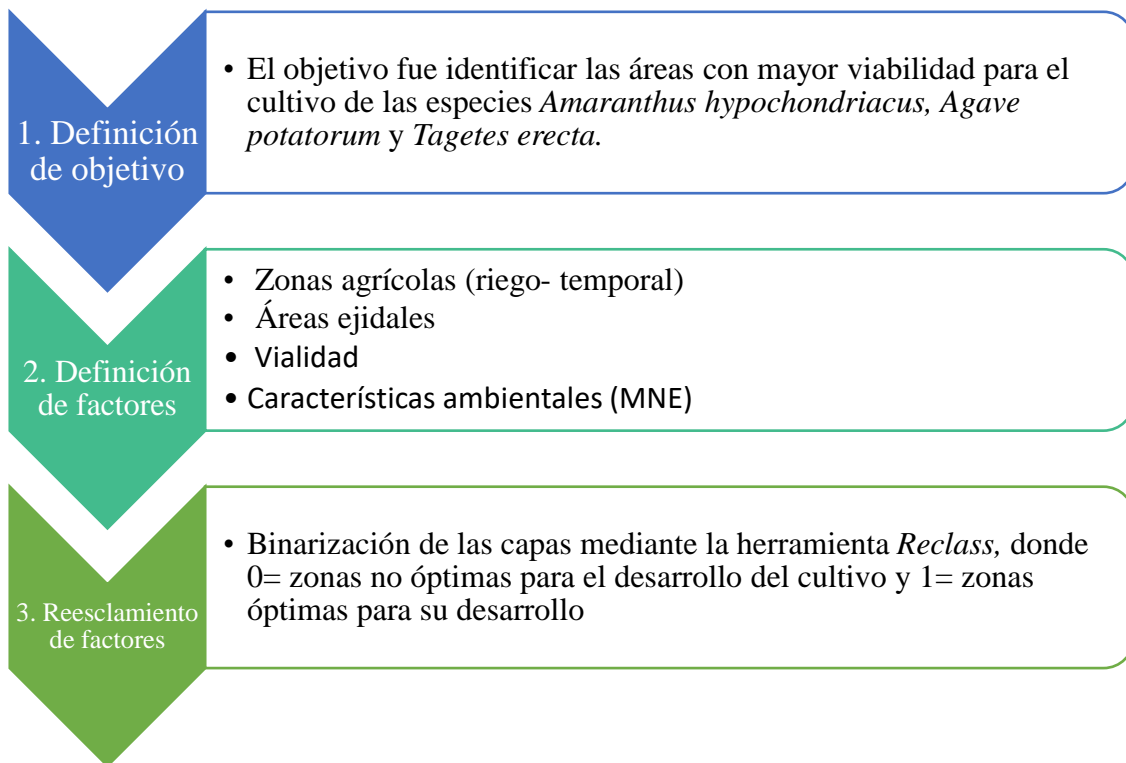 1. Definición
de objetivo
• El objetivo fue identificar las áreas con mayor viabilidad para el
cultivo de las especies Amaranthus hypochondriacus, Agave
potatorum y Tagetes erecta.
2. Definición
de factores
• Zonas agrícolas (riego- temporal)
• Áreas ejidales
• Vialidad
• Características ambientales (MNE)
3. Reesclamiento
de factores
• Binarización de las capas mediante la herramienta Reclass, donde
0= zonas no óptimas para el desarrollo del cultivo y 1= zonas
óptimas para su desarrollo